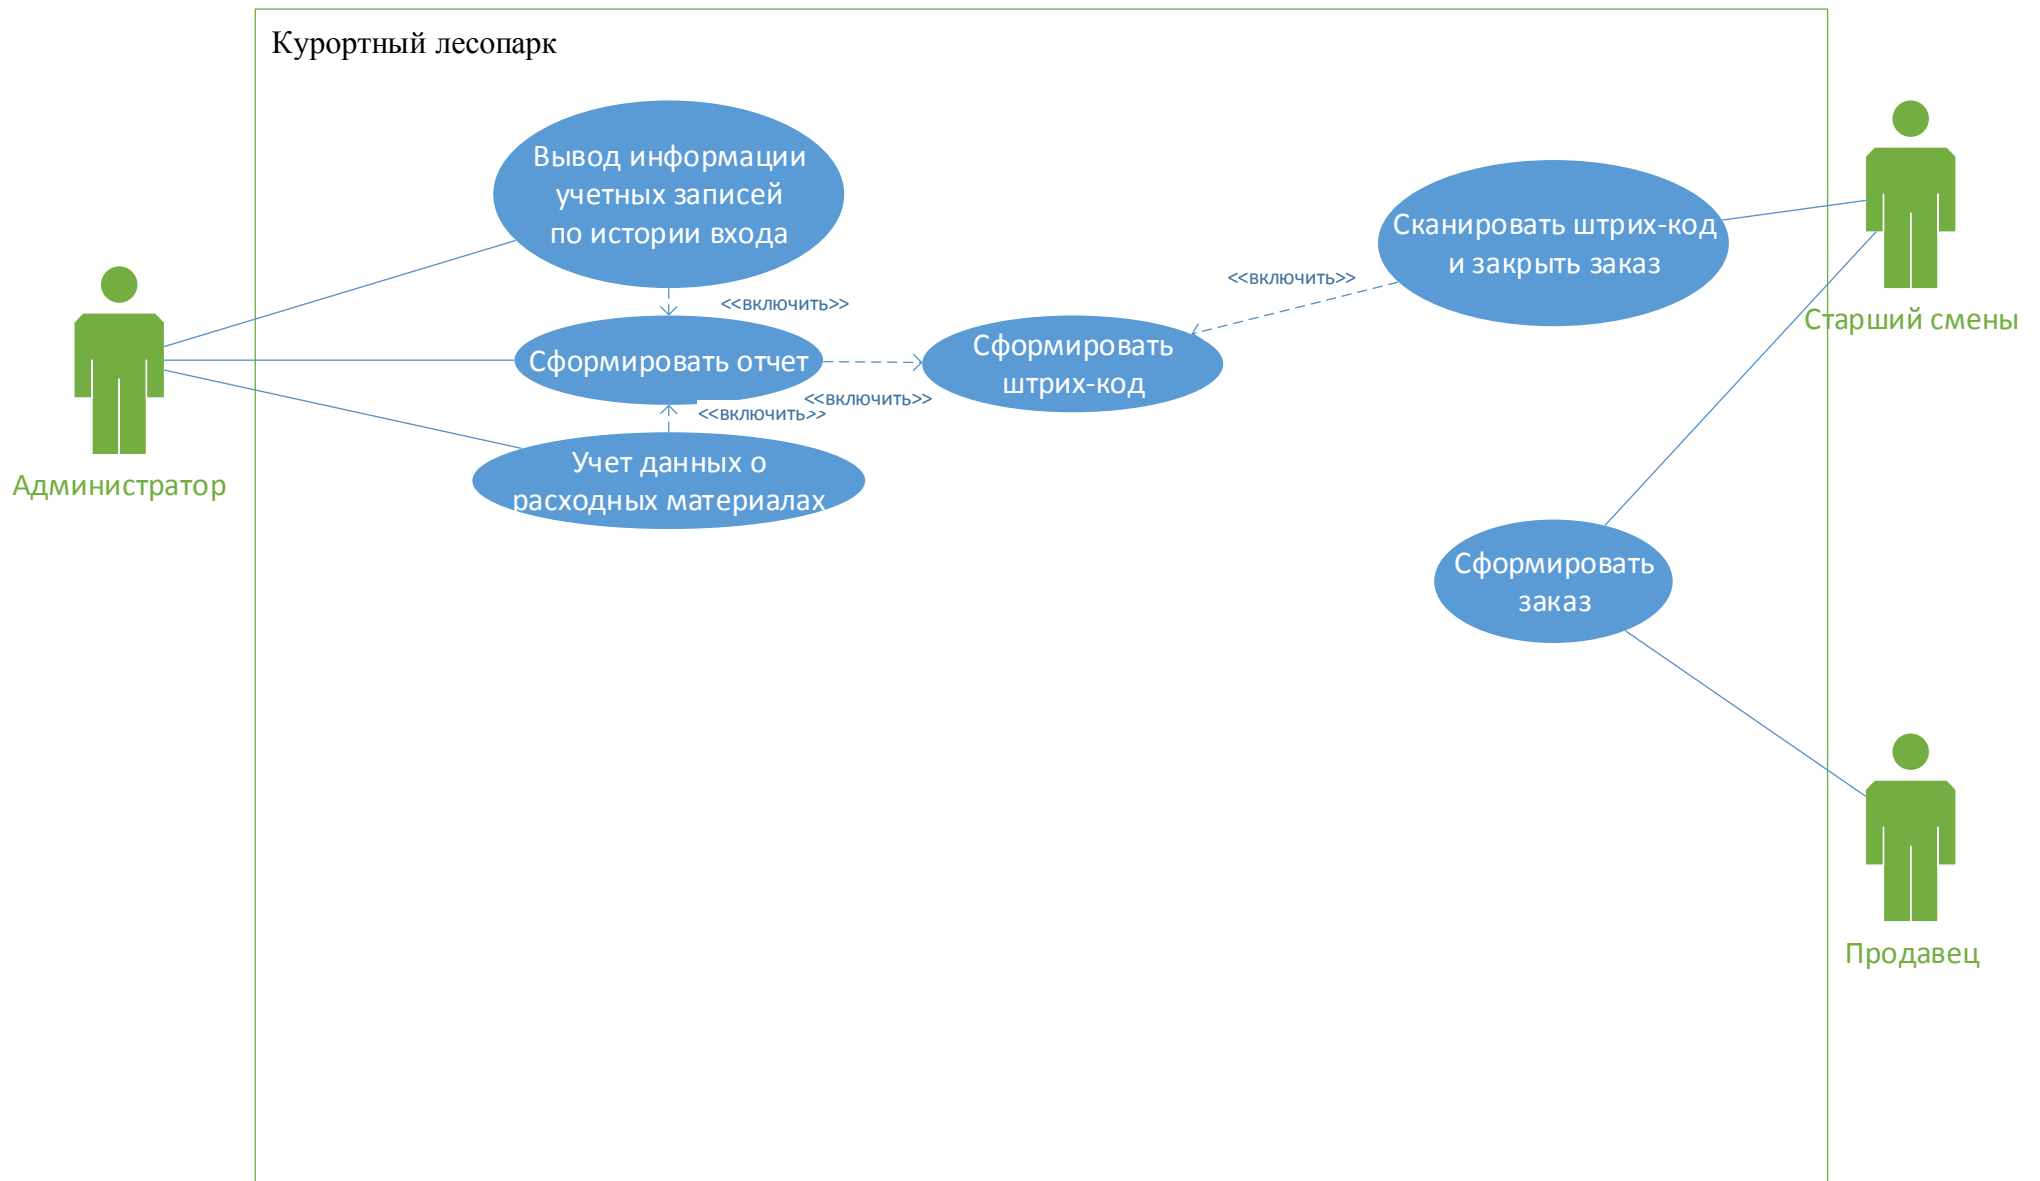 Курортный лесопарк
Вывод информации
учетных записей
по истории входа
<<включить>>
Сформировать отчет
<<включить>>
<<включить>>
Учет данных о
расходных материалах
Администратор
Сформировать
штрих-код
<<включить>>
Сканировать штрих-код
и закрыть заказ
Старший смены
Сформировать
заказ
Продавец